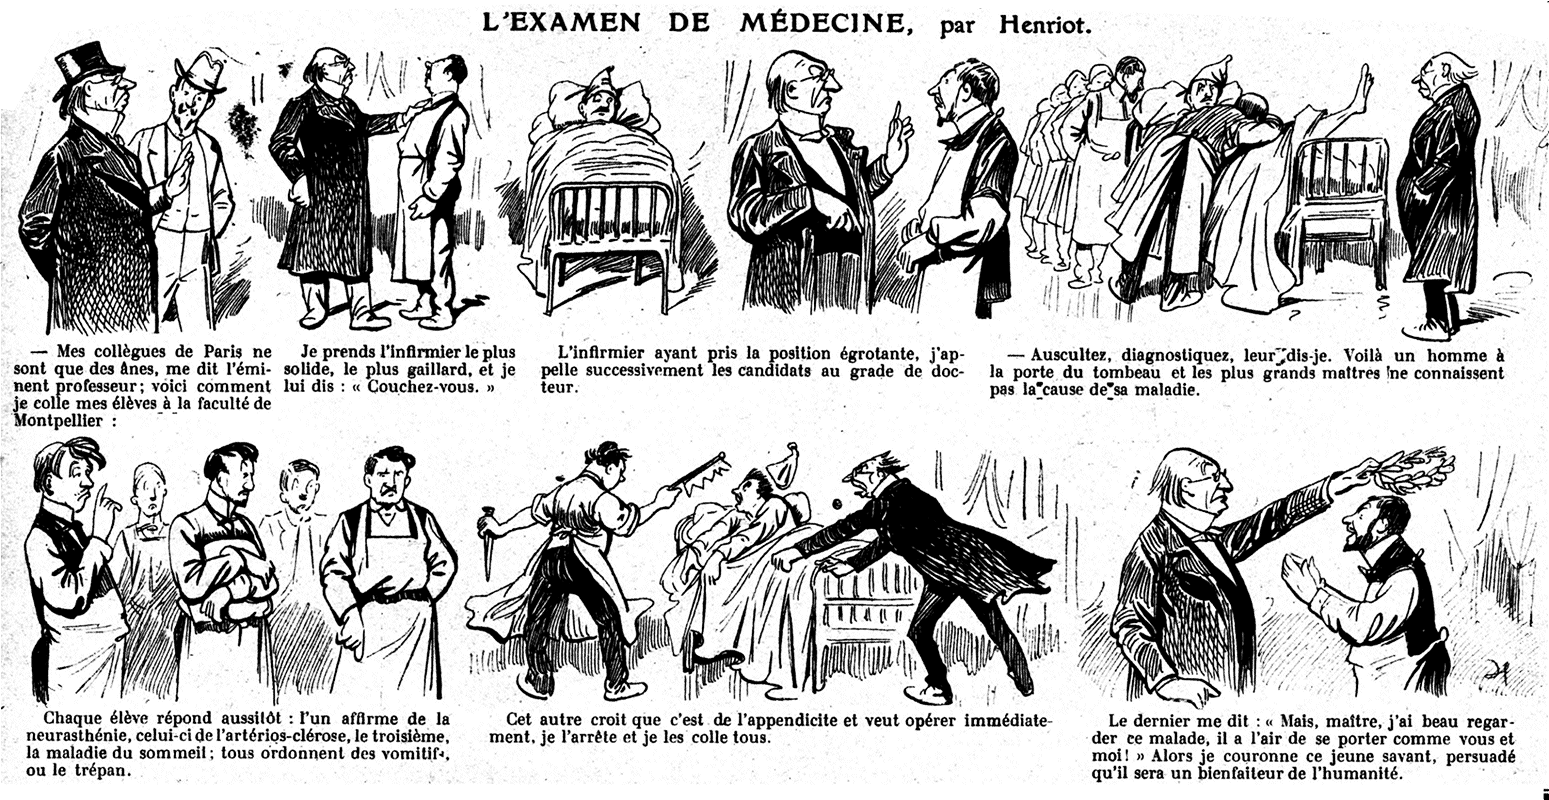 L'EXAMEN DE MÉDECINE, par Henriot.
— Mes collègues de Paris ne
sont que des ânes, me dit l'émi-
nent professeur; voici comment
je colle mes élèves à la faculté de
Montpellier :
Je prends l'infirmier le plus
solide, le plus gaillard, et je
lui dis : « Couchez-vous. »
L'infirmier ayant pris la position égrotante, j'ap-
pelle successivement les candidats au grade de doc-
teur.
— Auscultez, diagnostiquez, leur dis-je. Voilà un homme à
la porte du tombeau et les plus grands maîtres ne connaissent
pas la cause de sa maladie.
Chaque élève répond aussitôt : l'un affirme de la
neurasthénie, celui-ci de l'artérios-clérose, le troisième,
la maladie du sommeil; tous ordonnent des vomitifs,
ou le trépan.
Cet autre croit que c'est de l'appendicite et veut opérer immédiate-
ment, je l'arrête et je les colle tous.
Le dernier me dit : « Mais, maître, j'ai beau regar-
der ce malade, il a l'air de se porter comme vous et
moi! » Alors je couronne ce jeune savant, persuadé
qu'il sera un bienfaiteur de l'humanité.